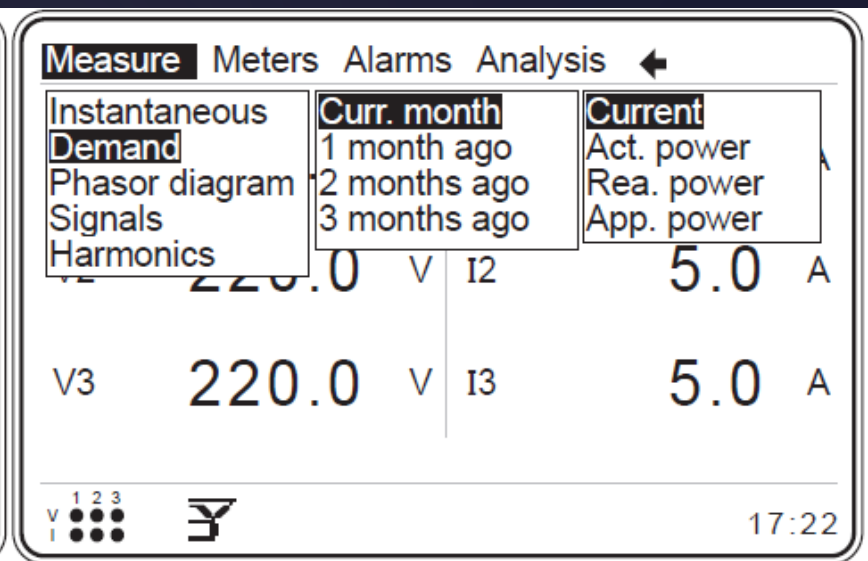 Measure Meters Alarms Analysis
Instantaneous Curr. month Current
Demand 1 month ago Act. power
Phasor diagram 2 months ago Rea. power
Signals 3 months ago App. power
Harmonics
V I2 5.0 A
V3 220.0 V I3 5.0 A
1 2 3
V
I
17:22